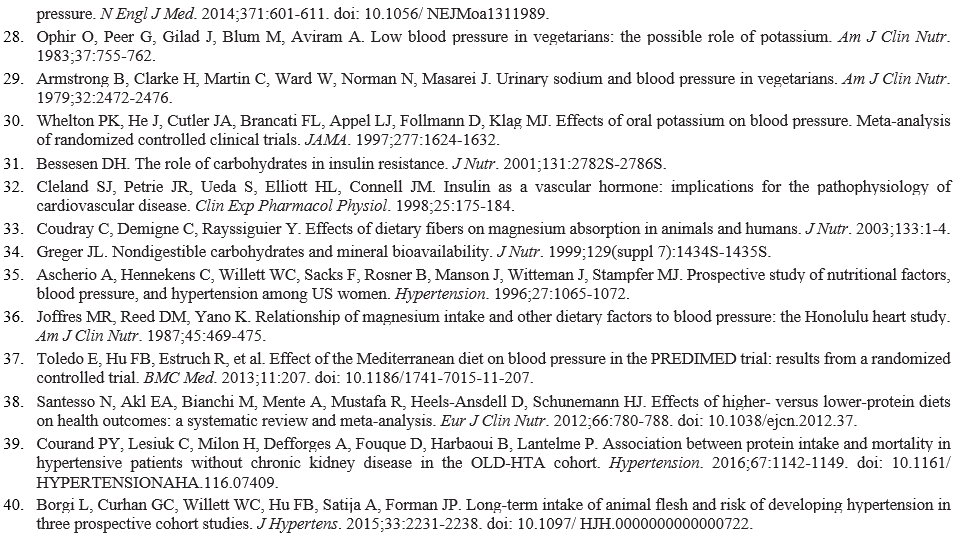 pressure. N Engl J Med. 2014;371:601-611. doi: 10.1056/ NEJMoa1311989.
28. Ophir O, Peer G, Gilad J, Blum M, Aviram A. Low blood pressure in vegetarians: the possible role of potassium. Am J Clin Nutr.
1983;37:755-762.
29. Armstrong B, Clarke H, Martin C, Ward W, Norman N, Masarei J. Urinary sodium and blood pressure in vegetarians. Am J Clin Nutr.
1979;32:2472-2476.
30. Whelton PK, He J, Cutler JA, Brancati FL, Appel LJ, Follmann D, Klag MJ. Effects of oral potassium on blood pressure. Meta-analysis
of randomized controlled clinical trials. JAMA. 1997;277:1624-1632.
31. Bessesen DH. The role of carbohydrates in insulin resistance. J Nutr. 2001;131:2782S-2786S.
32. Cleland SJ, Petrie JR, Ueda S, Elliott HL, Connell JM. Insulin as a vascular hormone: implications for the pathophysiology of
cardiovascular disease. Clin Exp Pharmacol Physiol. 1998;25:175-184.
33. Coudray C, Demigne C, Rayssiguier Y. Effects of dietary fibers on magnesium absorption in animals and humans. J Nutr. 2003;133:1-4.
34. Greger JL. Nondigestible carbohydrates and mineral bioavailability. J Nutr. 1999;129(suppl 7):1434S-1435S.
35. Ascherio A, Hennekens C, Willett WC, Sacks F, Rosner B, Manson J, Witteman J, Stampfer MJ. Prospective study of nutritional factors,
blood pressure, and hypertension among US women. Hypertension. 1996;27:1065-1072.
36. Joffres MR, Reed DM, Yano K. Relationship of magnesium intake and other dietary factors to blood pressure: the Honolulu heart study.
Am J Clin Nutr. 1987;45:469-475.
37. Toledo E, Hu FB, Estruch R, et al. Effect of the Mediterranean diet on blood pressure in the PREDIMED trial: results from a randomized
controlled trial. BMC Med. 2013;11:207. doi: 10.1186/1741-7015-11-207.
38. Santesso N, Akl EA, Bianchi M, Mente A, Mustafa R, Heels-Ansdell D, Schunemann HJ. Effects of higher- versus lower-protein diets
on health outcomes: a systematic review and meta-analysis. Eur J Clin Nutr. 2012;66:780-788. doi: 10.1038/ejcn.2012.37.
39. Courand PY, Lesiuk C, Milon H, Defforges A, Fouque D, Harbaoui B, Lantelme P. Association between protein intake and mortality in
hypertensive patients without chronic kidney disease in the OLD-HTA cohort. Hypertension. 2016;67:1142-1149. doi: 10.1161/
HYPERTENSIONAHA.116.07409.
40. Borgi L, Curhan GC, Willett WC, Hu FB, Satija A, Forman JP. Long-term intake of animal flesh and risk of developing hypertension in
three prospective cohort studies. J Hypertens. 2015;33:2231-2238. doi: 10.1097/ HJH.0000000000000722.